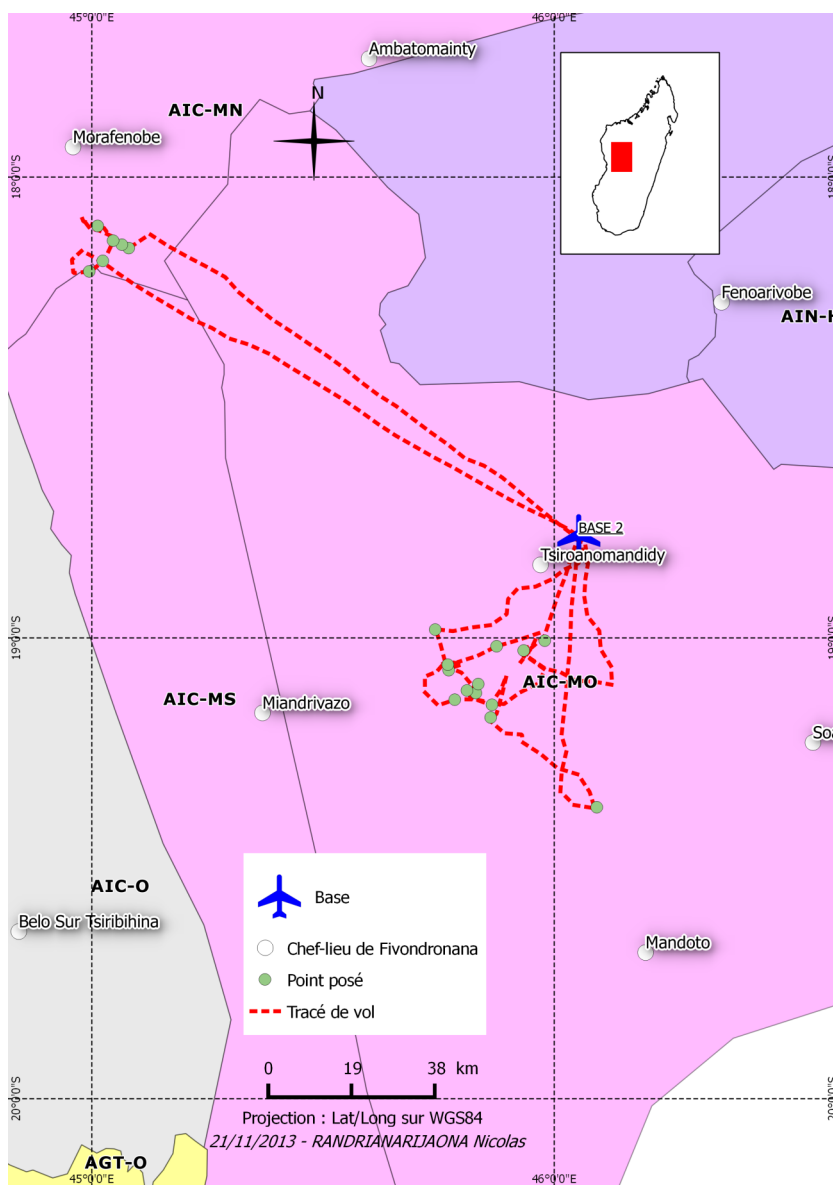 45°0'0"E
46°0'0"E
Ambatomainty
N
AIC-MN
Morafenobe
18°0'0"S
18°0'0"S
Fenoarivobe
AIN-H
BASE 2
Tsiroanomandidy
19°0'0"S
19°0'0"S
AIC-MO
AIC-MS
Miandrivazo
Soa
AIC-O
Belo Sur Tsiribihina
Mandoto
Base
Chef-lieu de Fivondronana
Point posé
Tracé de vol
0 19 38 km
Projection : Lat/Long sur WGS84
21/11/2013 - RANDRIANARIJAONA Nicolas
20°0'0"S
20°0'0"S
AGT-O
45°0'0"E
46°0'0"E